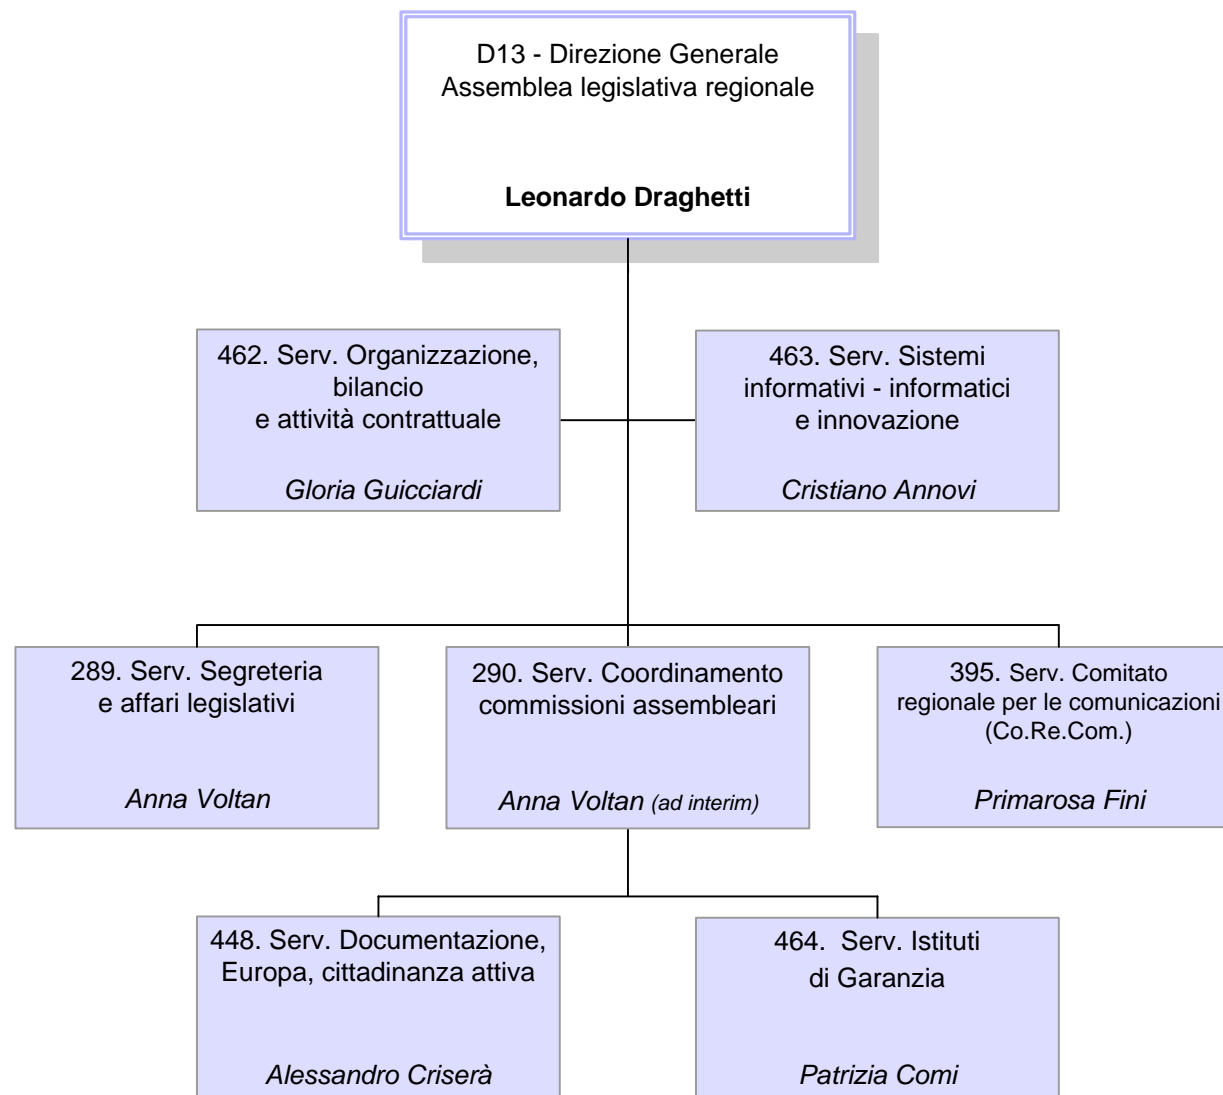 D13 - Direzione Generale
Assemblea legislativa regionale
Leonardo Draghetti
462. Serv. Organizzazione,
bilancio
e attività contrattuale
Gloria Guicciardi
463. Serv. Sistemi
informativi - informatici
e innovazione
Cristiano Annovi
289. Serv. Segreteria
e affari legislativi
Anna Voltan
290. Serv. Coordinamento
commissioni assembleari
Anna Voltan (ad interim)
395. Serv. Comitato
regionale per le comunicazioni
(Co.Re.Com.)
Primarosa Fini
448. Serv. Documentazione,
Europa, cittadinanza attiva
Alessandro Criserà
464. Serv. Istituti
di Garanzia
Patrizia Comi